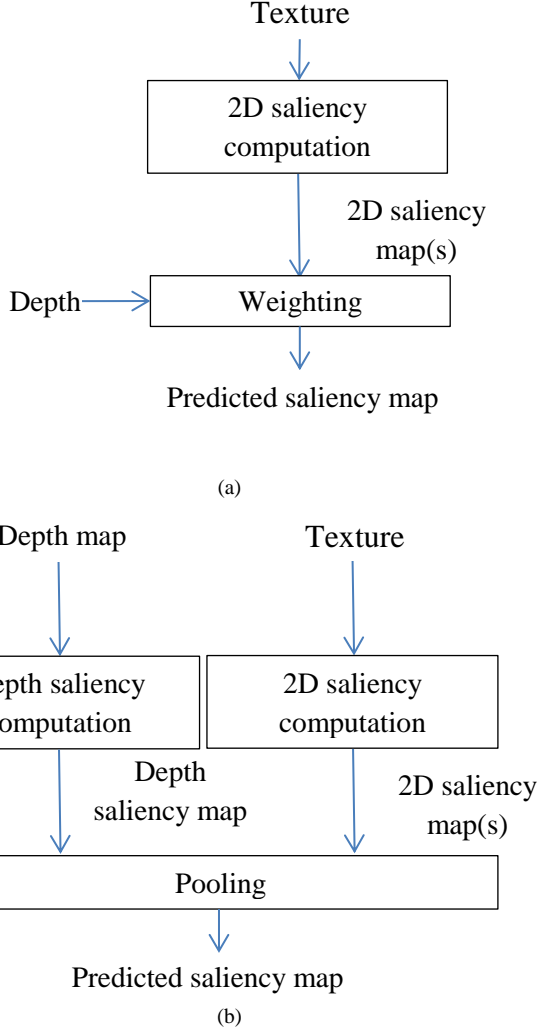 Texture
2D saliency
computation
2D saliency
map(s)
Depth
Weighting
Predicted saliency map
(a)
Depth map
Texture
epth saliency
omputation
2D saliency
computation
Depth
saliency map
2D saliency
map(s)
Pooling
Predicted saliency map
(b)